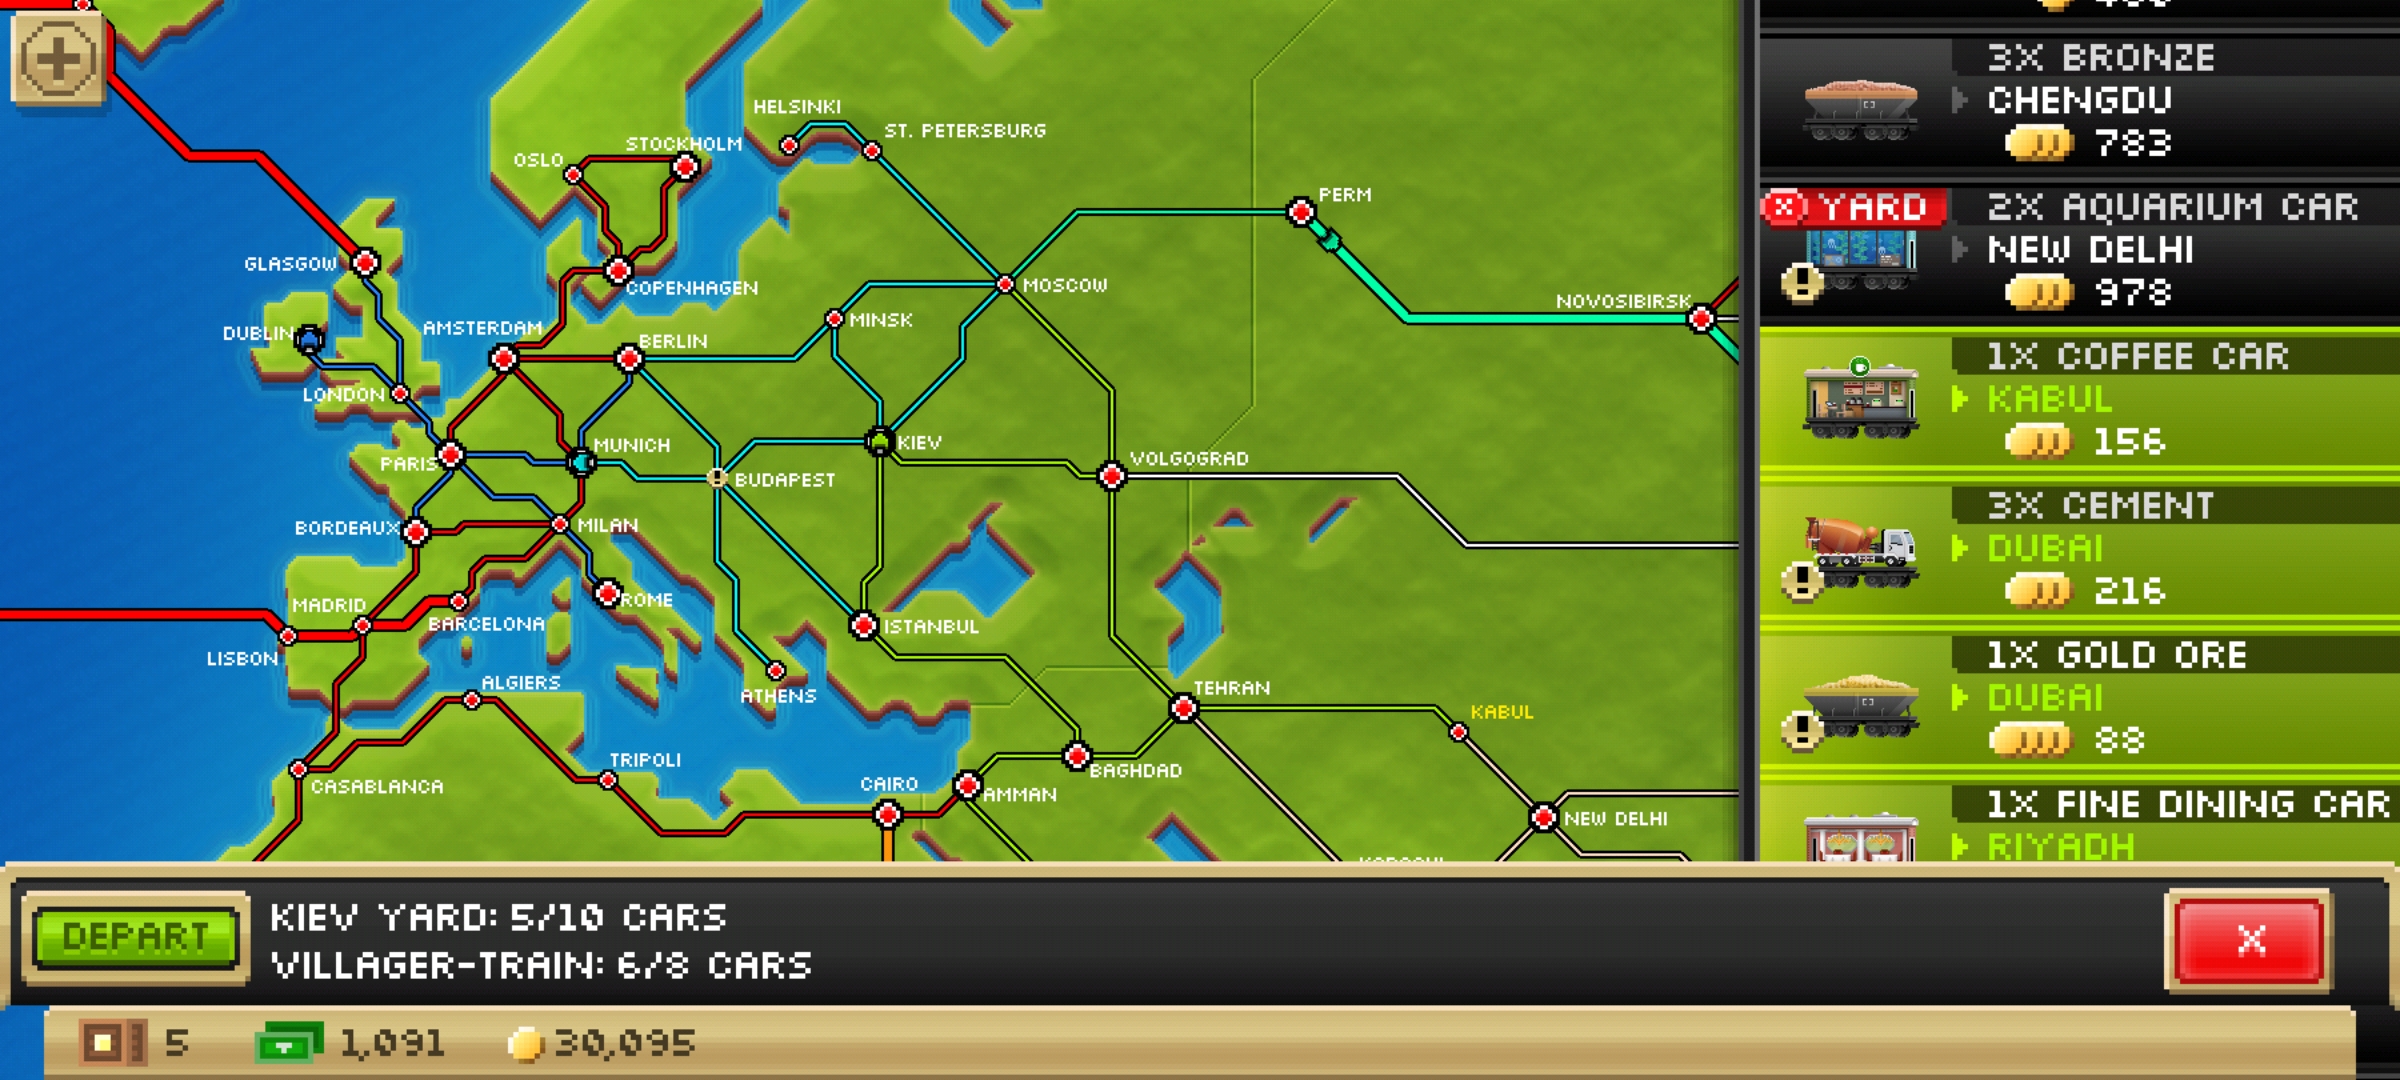 3X BRONZE
CHENGDU
783
YARD
2X AQUARIUM CAR
NEW DELHI
978
1X COFFEE CAR
KABUL
156
3X CEMENT
DUBAI
216
1X GOLD ORE
DUBAI
88
1X FINE DINING CAR
RIYADH
HELSINKI
ST. PETERSBURG
STOCKHOLM
OSLO
PERM
GLASGOW
COPENHAGEN
MOSCOW
NOVOSIBIRSK
DUBLIN
AMSTERDAM
BERLIN
MINSK
LONDON
MUNICH
KIEV
PARIS
BUDAPEST
VOLGOGRAD
BORDEAUX
MILAN
MADRID
ROME
BARCELONA
ISTANBUL
LISBON
ALGIERS
ATHENS
TEHRAN
KABUL
TRIPOLI
CASABLANCA
CAIRO
BAGHDAD
AMMAN
NEW DELHI
DEPART
KIEV YARD: 5/10 CARS
VILLAGER-TRAIN: 6/8 CARS
X
5
1,091
30,095